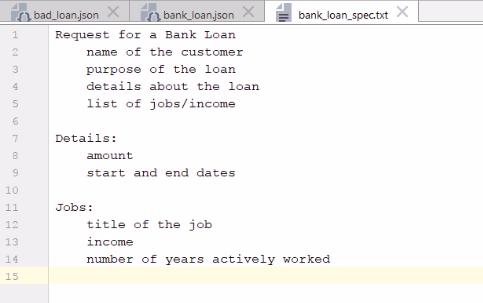 bad_loan.json bank_loan.json bank_loan_spec.txt
1 Request for a Bank Loan
2 name of the customer
3 purpose of the loan
4 details about the loan
5 list of jobs/income
6
7 Details:
8 amount
9 start and end dates
10
11 Jobs:
12 title of the job
13 income
14 number of years actively worked
15